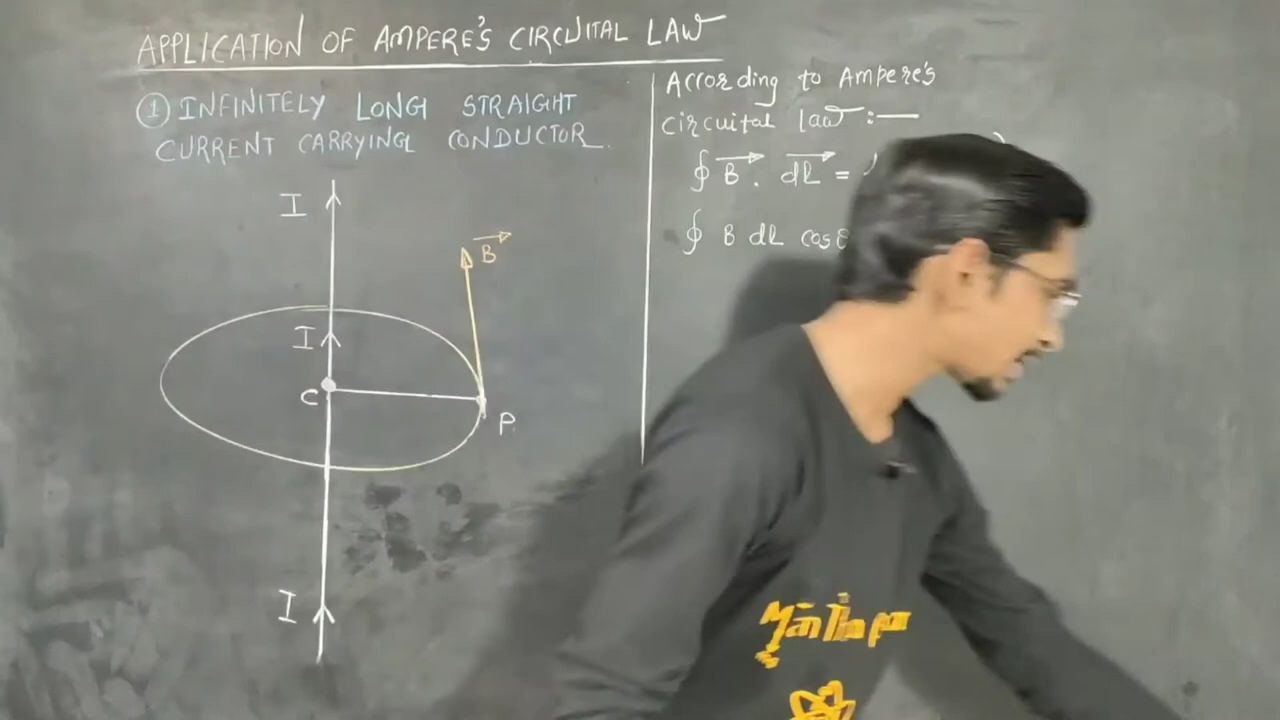 APPLICATION OF AMPERE'S CIRCUITAL LAW
① INFINITELY LONG STRAIGHT
CURRENT CARRYING CONDUCTOR.
I
B
I
C
P
I
According to Ampere's
circuital law :—
∮ B . dl =
∮ B dl cosθ